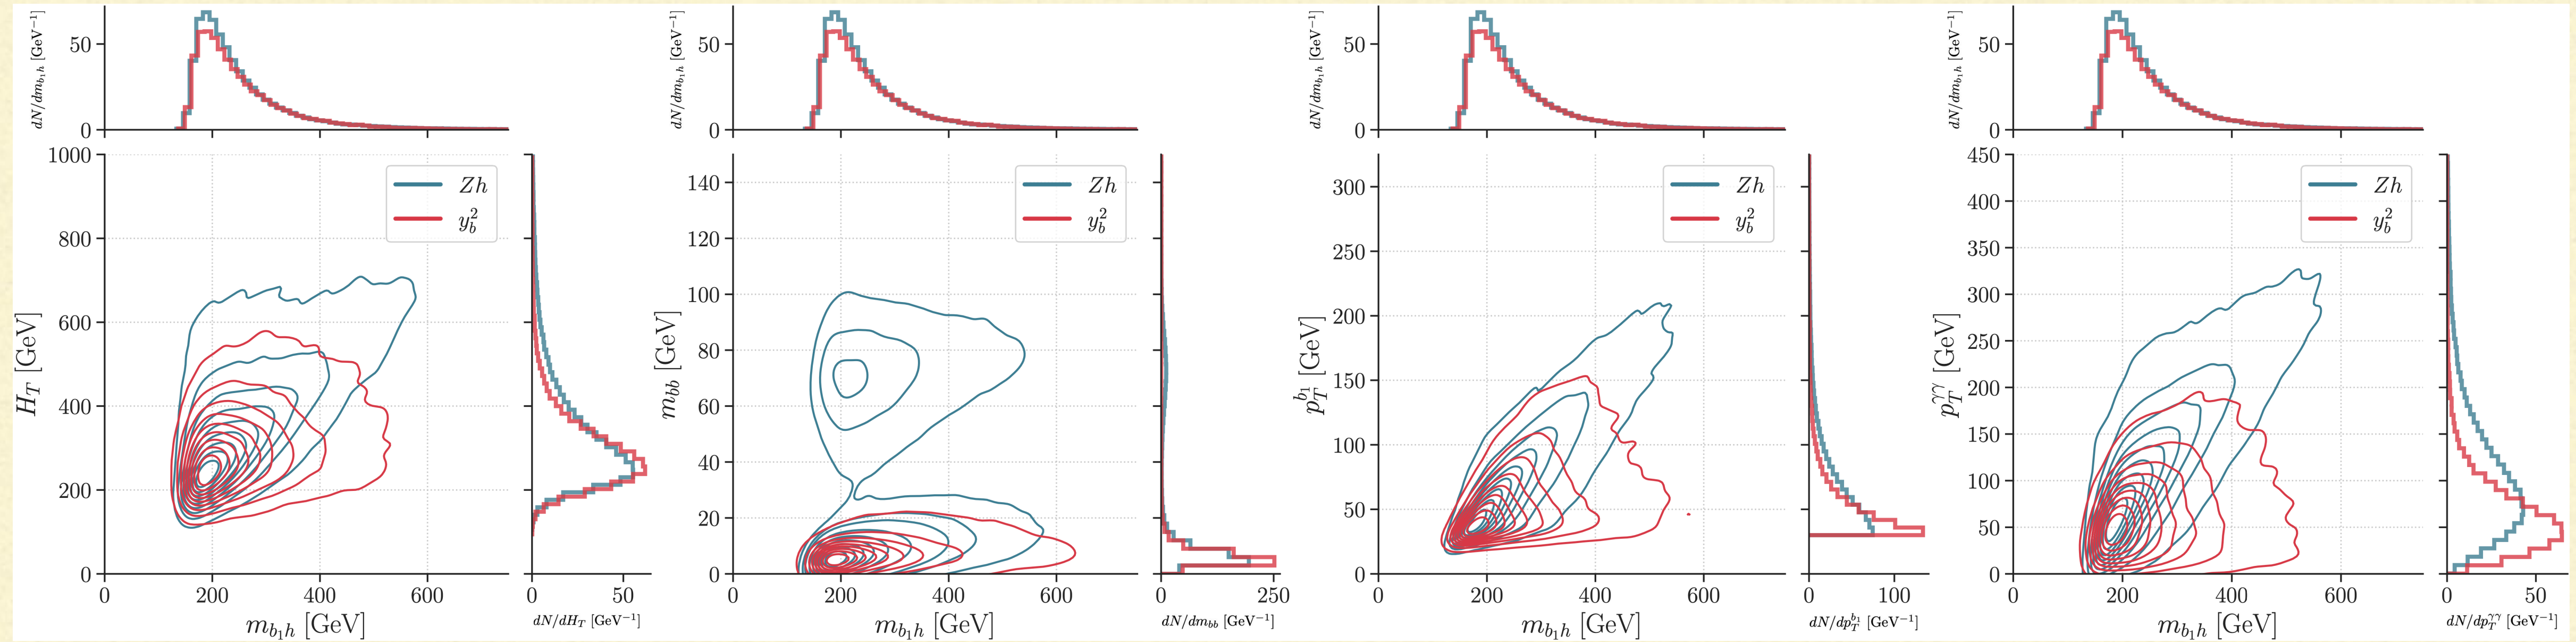 dN/dm_{b_1h} [GeV^{-1}]
50
0
1000
800
600
400
200
0
H_T [GeV]
Zh
y_b^2
0 200 400 600
m_{b_1h} [GeV]
0 50
dN/dH_T [GeV^{-1}]
dN/dm_{b_1h} [GeV^{-1}]
50
0
140
120
100
80
60
40
20
0
m_{bb} [GeV]
Zh
y_b^2
0 200 400 600
m_{b_1h} [GeV]
0 250
dN/dm_{bb} [GeV^{-1}]
dN/dm_{b_1h} [GeV^{-1}]
50
0
300
250
200
150
100
50
0
p_T^{b_1} [GeV]
Zh
y_b^2
0 200 400 600
m_{b_1h} [GeV]
0 100
dN/dp_T^{b_1} [GeV^{-1}]
dN/dm_{b_1h} [GeV^{-1}]
50
0
450
400
350
300
250
200
150
100
50
0
p_T^{γγ} [GeV]
Zh
y_b^2
0 200 400 600
m_{b_1h} [GeV]
0 50
dN/dp_T^{γγ} [GeV^{-1}]